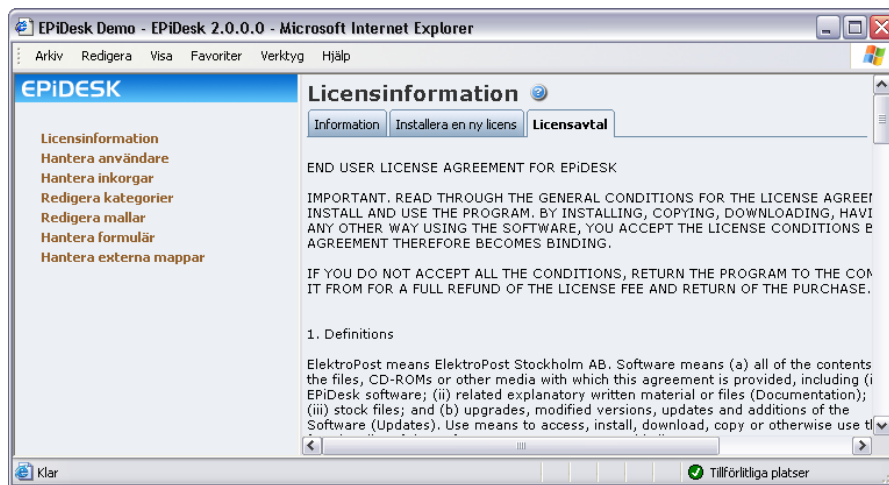 EPiDesk Demo - EPiDesk 2.0.0.0 - Microsoft Internet Explorer
Arkiv Redigera Visa Favoriter Verktyg Hjälp
EPiDESK
Licensinformation
Hantera användare
Hantera inkorgar
Redigera kategorier
Redigera mallar
Hantera formulär
Hantera externa mappar
Licensinformation
Information Installera en ny licens Licensavtal
END USER LICENSE AGREEMENT FOR EPiDESK
IMPORTANT. READ THROUGH THE GENERAL CONDITIONS FOR THE LICENSE AGREEM
INSTALL AND USE THE PROGRAM. BY INSTALLING, COPYING, DOWNLOADING, HAVI
ANY OTHER WAY USING THE SOFTWARE, YOU ACCEPT THE LICENSE CONDITIONS B
AGREEMENT THEREFORE BECOMES BINDING.
IF YOU DO NOT ACCEPT ALL THE CONDITIONS, RETURN THE PROGRAM TO THE COM
IT FROM FOR A FULL REFUND OF THE LICENSE FEE AND RETURN OF THE PURCHASE.
1. Definitions
ElektroPost means ElektroPost Stockholm AB. Software means (a) all of the contents
the files, CD-ROMs or other media with which this agreement is provided, including (i
EPiDesk software; (ii) related explanatory written material or files (Documentation);
(iii) stock files; and (b) upgrades, modified versions, updates and additions of the
Software (Updates). Use means to access, install, download, copy or otherwise use th
Klar
Tillförlitliga platser